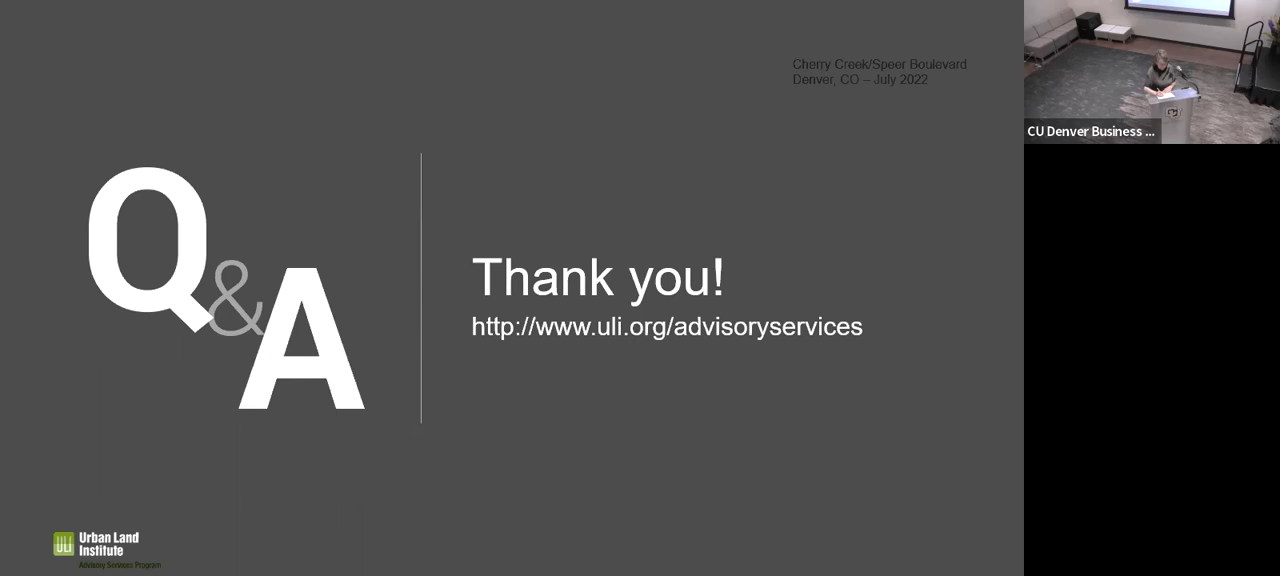 Cherry Creek/Speer Boulevard
Denver, CO – July 2022
Q&A
Thank you!
http://www.uli.org/advisoryservices
ULI Urban Land
Institute
Advisory Services Program
CU Denver Business ...